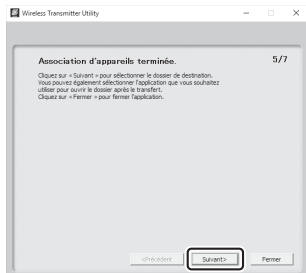 Wireless Transmitter Utility
Association d'appareils terminée.
5/7
Cliquez sur « Suivant » pour sélectionner le dossier de destination.
Vous pouvez également sélectionner l'application que vous souhaitez
utiliser pour ouvrir le dossier après le transfert.
Cliquez sur « Fermer » pour fermer l'application.
<Précédent
Suivant>
Fermer